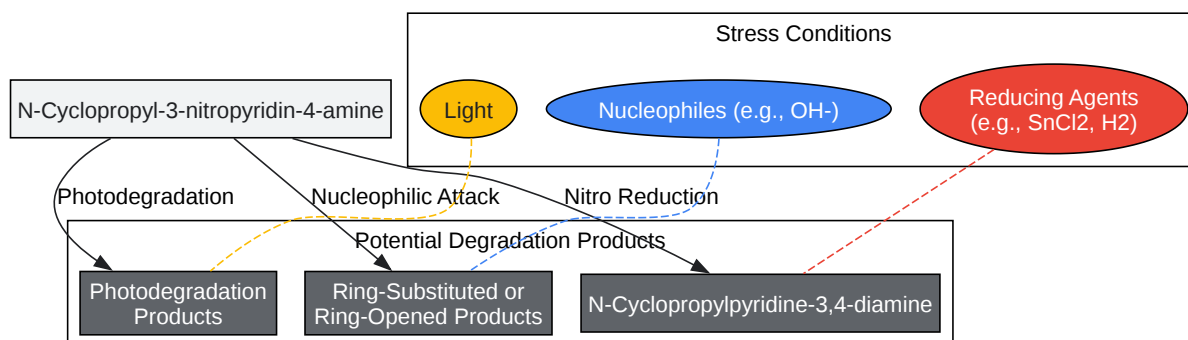 Stress Conditions
N-Cyclopropyl-3-nitropyridin-4-amine
Light
Nucleophiles (e.g., OH-)
Reducing Agents
(e.g., SnCl2, H2)
Photodegradation
Nucleophilic Attack
Nitro Reduction
Potential Degradation Products
Photodegradation
Products
Ring-Substituted or
Ring-Opened Products
N-Cyclopropylpyridine-3,4-diamine